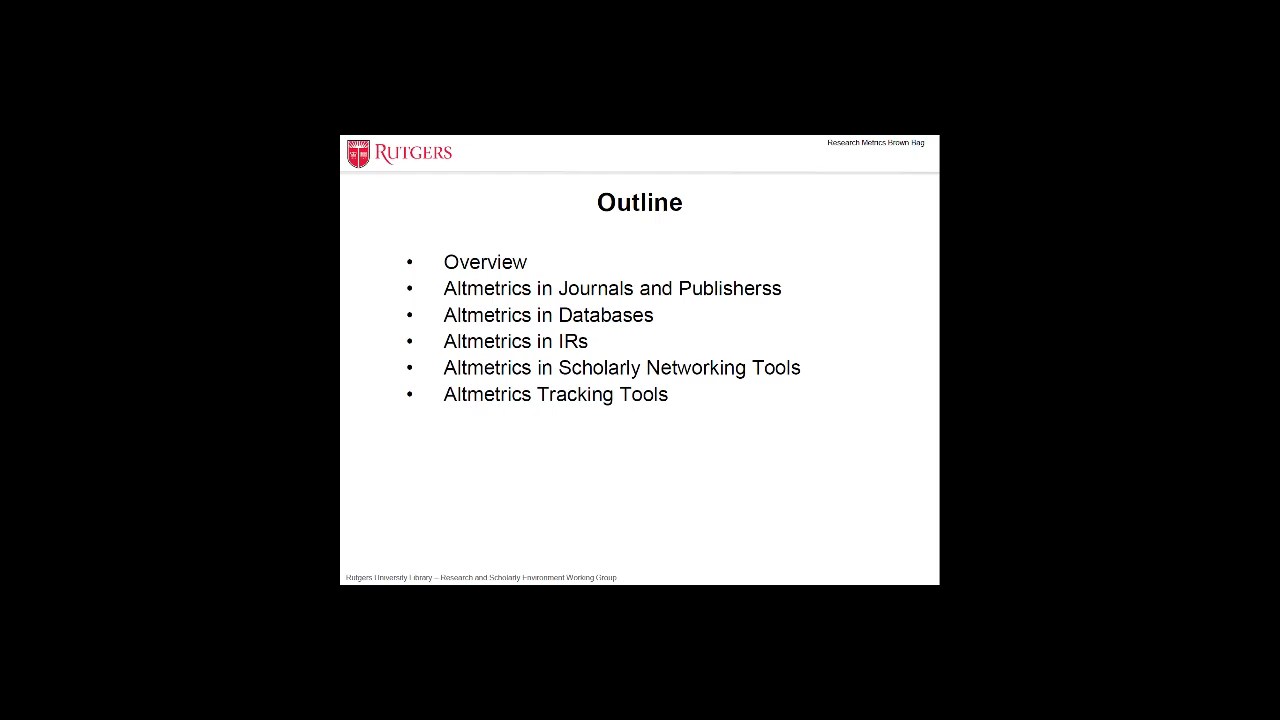 RUTGERS
Research Metrics Brown Bag
Outline
• Overview
• Altmetrics in Journals and Publisherss
• Altmetrics in Databases
• Altmetrics in IRs
• Altmetrics in Scholarly Networking Tools
• Altmetrics Tracking Tools
Rutgers University Library – Research and Scholarly Environment Working Group